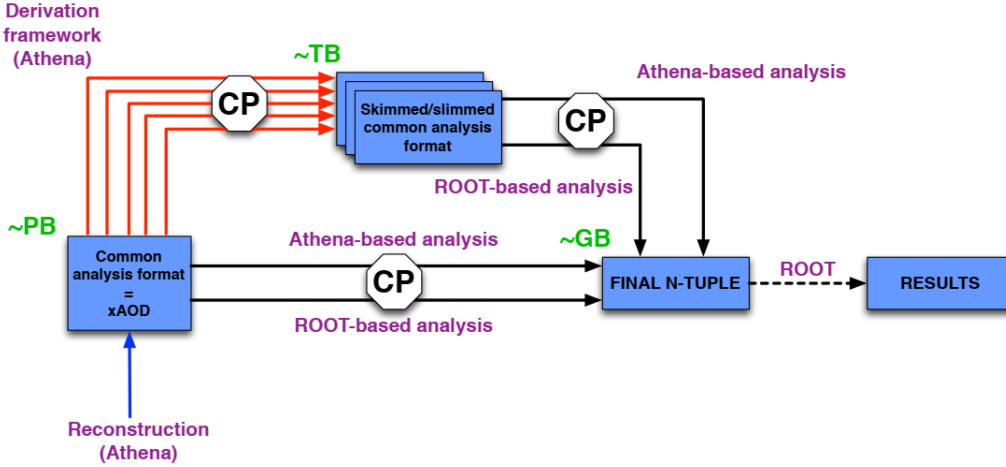 Derivation
framework
(Athena)
~TB
CP
Skimmed/slimmed
common analysis
format
CP
Athena-based analysis
ROOT-based analysis
~PB
Common
analysis format
=
xAOD
Athena-based analysis
CP
ROOT-based analysis
~GB
FINAL N-TUPLE
ROOT
RESULTS
Reconstruction
(Athena)